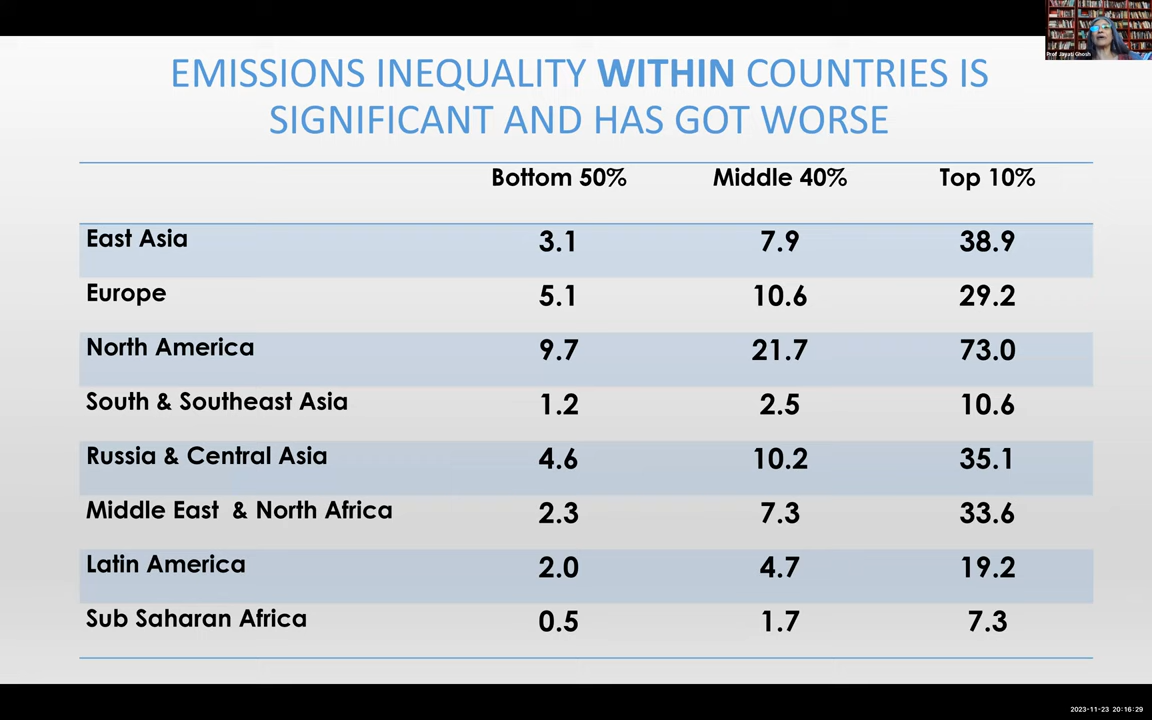 Prof Jayati Ghosh
EMISSIONS INEQUALITY WITHIN COUNTRIES IS
SIGNIFICANT AND HAS GOT WORSE
Bottom 50% Middle 40% Top 10%
East Asia 3.1 7.9 38.9
Europe 5.1 10.6 29.2
North America 9.7 21.7 73.0
South & Southeast Asia 1.2 2.5 10.6
Russia & Central Asia 4.6 10.2 35.1
Middle East & North Africa 2.3 7.3 33.6
Latin America 2.0 4.7 19.2
Sub Saharan Africa 0.5 1.7 7.3
2023-11-23 20:16:29